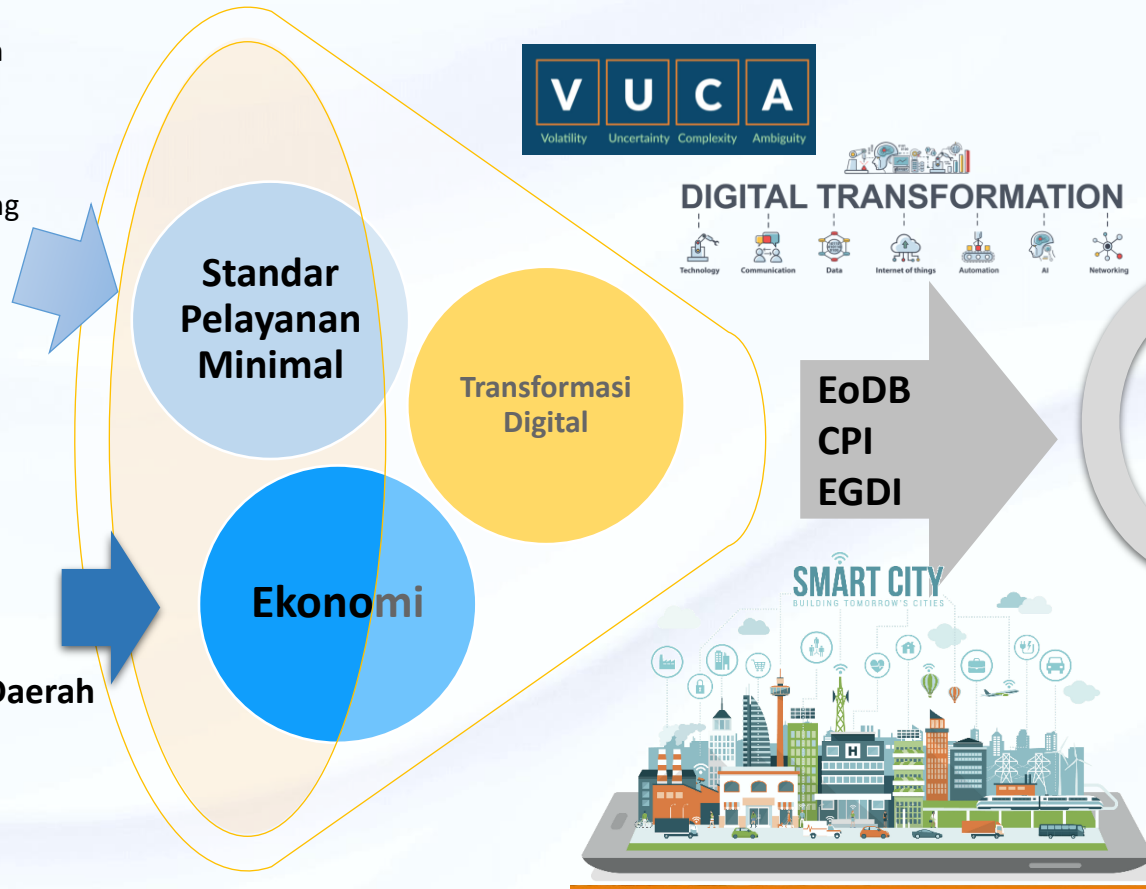 V U C A
Volatility Uncertainty Complexity Ambiguity
DIGITAL TRANSFORMATION
Technology Communication Data Internet of things Automation AI Networking
Standar
Pelayanan
Minimal
Transformasi
Digital
EoDB
CPI
EGDI
Ekonomi
Daerah
SMART CITY
BUILDING TOMORROW'S CITIES
H